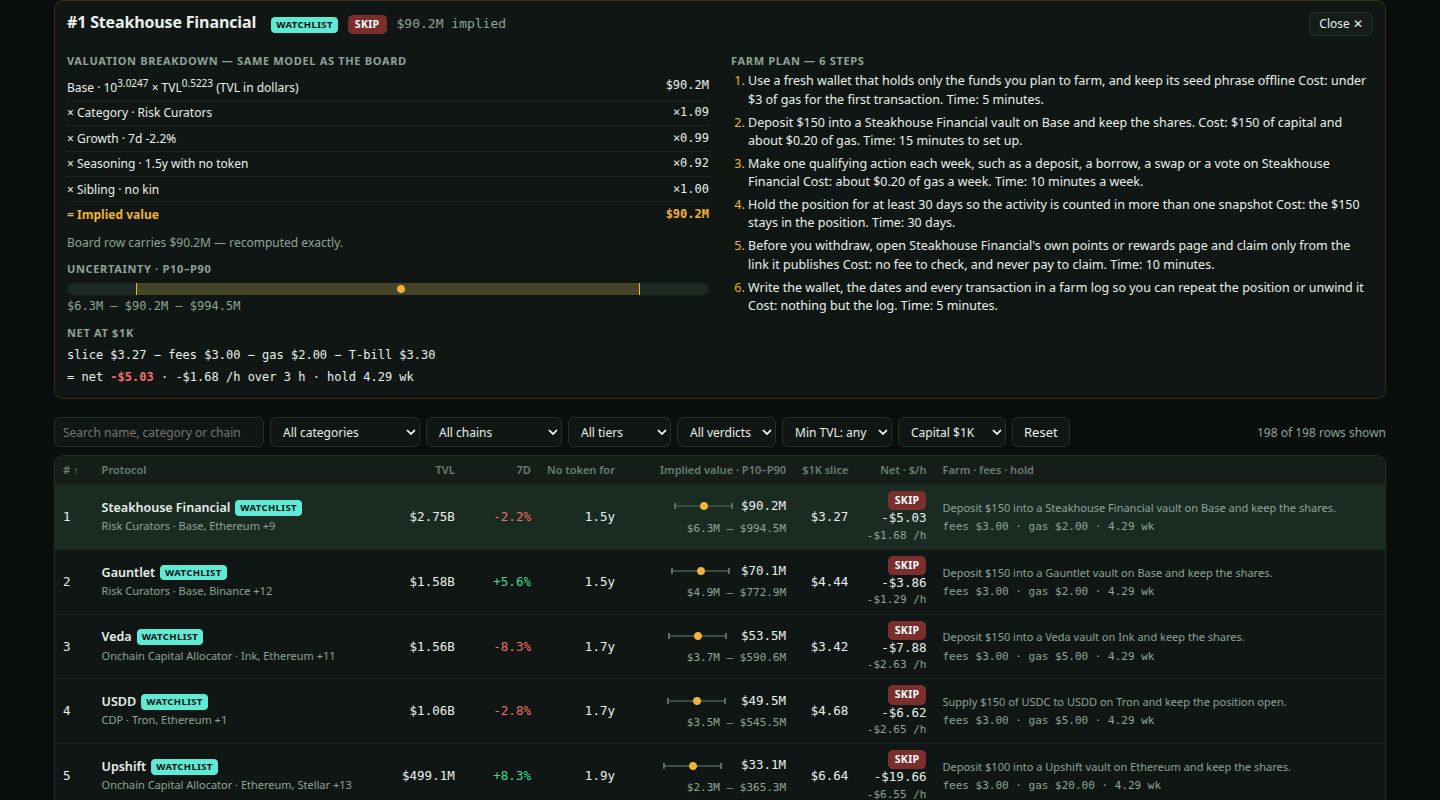 #1 Steakhouse Financial WATCHLIST SKIP $90.2M implied Close ✕
VALUATION BREAKDOWN — SAME MODEL AS THE BOARD
Base · 10^3.0247 × TVL^0.5223 (TVL in dollars) $90.2M
× Category · Risk Curators ×1.09
× Growth · 7d -2.2% ×0.99
× Seasoning · 1.5y with no token ×0.92
× Sibling · no kin ×1.00
= Implied value $90.2M
Board row carries $90.2M — recomputed exactly.
UNCERTAINTY · P10–P90
$6.3M — $90.2M — $994.5M
NET AT $1K
slice $3.27 − fees $3.00 − gas $2.00 − T-bill $3.30
= net -$5.03 · -$1.68 /h over 3 h · hold 4.29 wk
FARM PLAN — 6 STEPS
1. Use a fresh wallet that holds only the funds you plan to farm, and keep its seed phrase offline Cost: under
$3 of gas for the first transaction. Time: 5 minutes.
2. Deposit $150 into a Steakhouse Financial vault on Base and keep the shares. Cost: $150 of capital and
about $0.20 of gas. Time: 15 minutes to set up.
3. Make one qualifying action each week, such as a deposit, a borrow, a swap or a vote on Steakhouse
Financial Cost: about $0.20 of gas a week. Time: 10 minutes a week.
4. Hold the position for at least 30 days so the activity is counted in more than one snapshot Cost: the $150
stays in the position. Time: 30 days.
5. Before you withdraw, open Steakhouse Financial's own points or rewards page and claim only from the
link it publishes Cost: no fee to check, and never pay to claim. Time: 10 minutes.
6. Write the wallet, the dates and every transaction in a farm log so you can repeat the position or unwind it
Cost: nothing but the log. Time: 5 minutes.
Search name, category or chain All categories All chains All tiers All verdicts Min TVL: any Capital $1K Reset 198 of 198 rows shown
# ↑ Protocol TVL 7D No token for Implied value · P10–P90 $1K slice Net · $/h Farm · fees · hold
1 Steakhouse Financial WATCHLIST $2.75B -2.2% 1.5y $90.2M $3.27 SKIP Deposit $150 into a Steakhouse Financial vault on Base and keep the shares.
Risk Curators · Base, Ethereum +9 $6.3M — $994.5M -$5.03 -$1.68 /h fees $3.00 · gas $2.00 · 4.29 wk
2 Gauntlet WATCHLIST $1.58B +5.6% 1.5y $70.1M $4.44 SKIP Deposit $150 into a Gauntlet vault on Base and keep the shares.
Risk Curators · Base, Binance +12 $4.9M — $772.9M -$3.86 -$1.29 /h fees $3.00 · gas $2.00 · 4.29 wk
3 Veda WATCHLIST $1.56B -8.3% 1.7y $53.5M $3.42 SKIP Deposit $150 into a Veda vault on Ink and keep the shares.
Onchain Capital Allocator · Ink, Ethereum +11 $3.7M — $590.6M -$7.88 -$2.63 /h fees $3.00 · gas $5.00 · 4.29 wk
4 USDD WATCHLIST $1.06B -2.8% 1.7y $49.5M $4.68 SKIP Supply $150 of USDC to USDD on Tron and keep the position open.
CDP · Tron, Ethereum +1 $3.5M — $545.5M -$6.62 -$2.65 /h fees $3.00 · gas $5.00 · 4.29 wk
5 Upshift WATCHLIST $499.1M +8.3% 1.9y $33.1M $6.64 SKIP Deposit $100 into a Upshift vault on Ethereum and keep the shares.
Onchain Capital Allocator · Ethereum, Stellar +13 $2.3M — $365.3M -$19.66 -$6.55 /h fees $3.00 · gas $20.00 · 4.29 wk